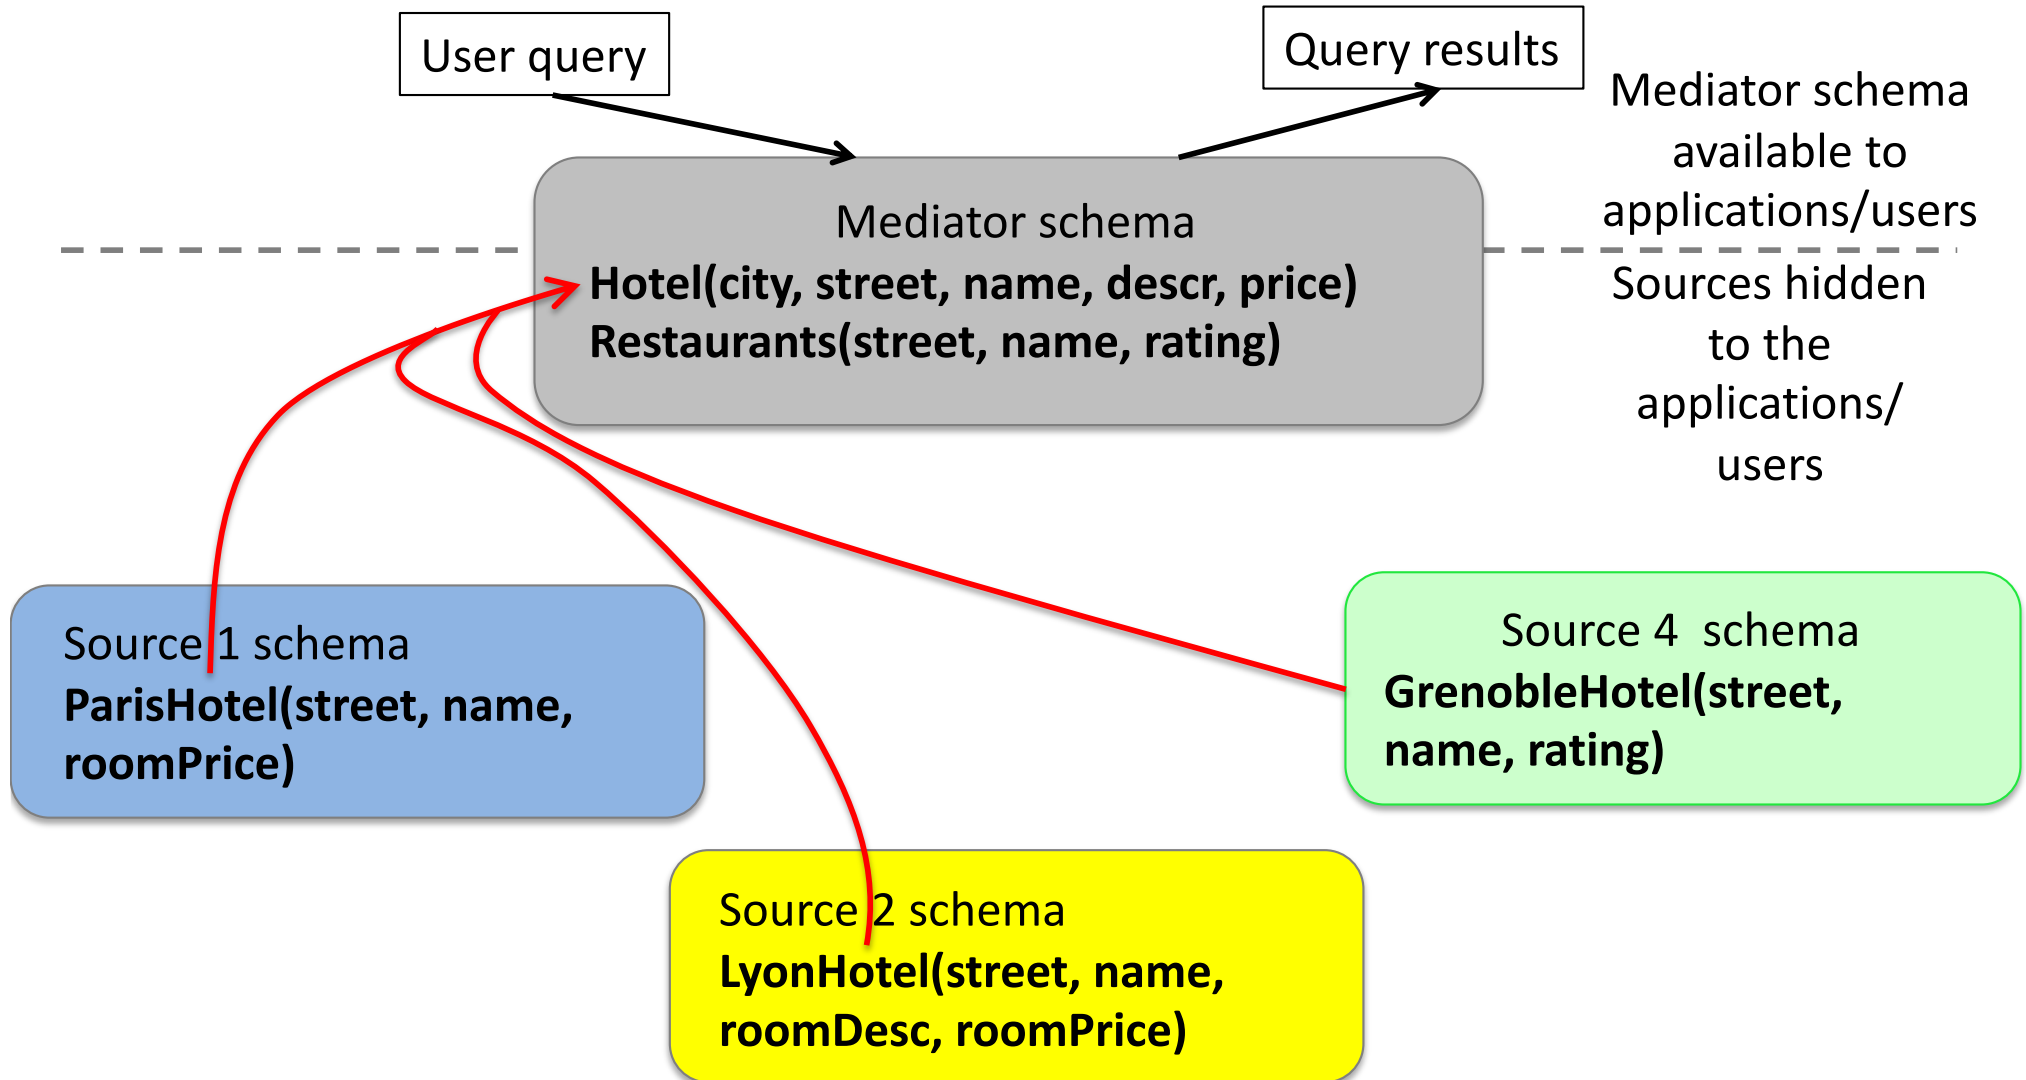 User query
Query results
Mediator schema
available to
applications/users
Mediator schema
Hotel(city, street, name, descr, price)
Restaurants(street, name, rating)
Sources hidden
to the
applications/
users
Source 1 schema
ParisHotel(street, name,
roomPrice)
Source 4 schema
GrenobleHotel(street,
name, rating)
Source 2 schema
LyonHotel(street, name,
roomDesc, roomPrice)